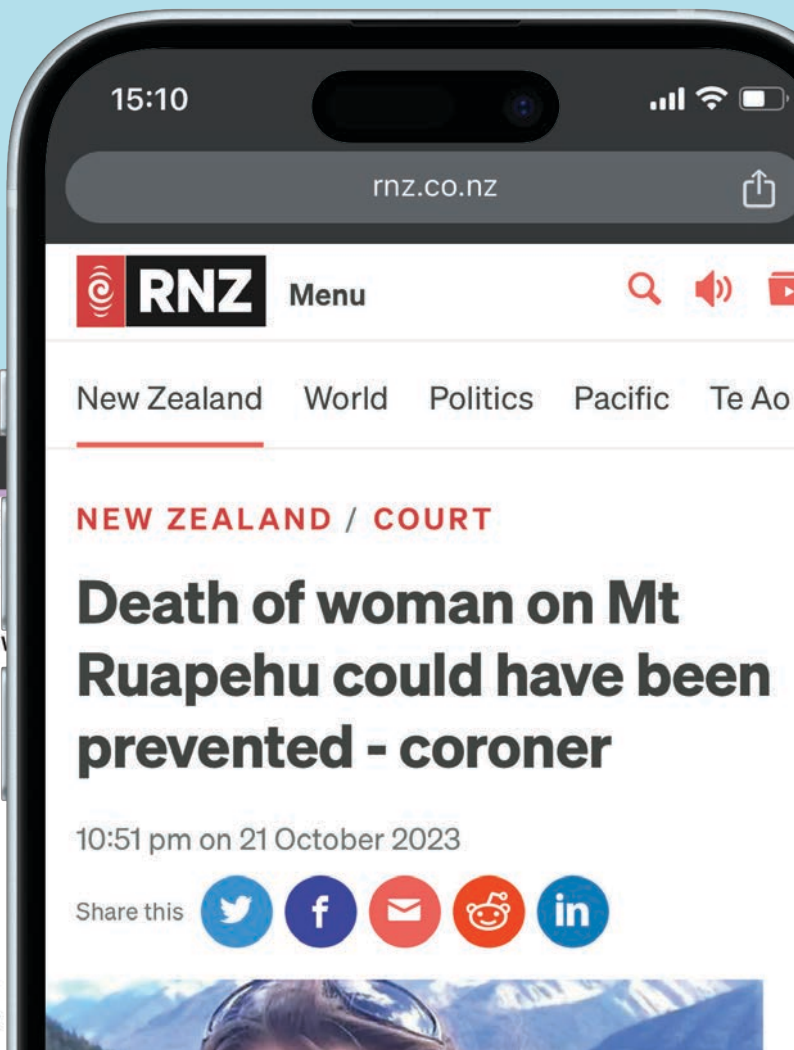 15:10
rnz.co.nz
RNZ Menu
New Zealand World Politics Pacific Te Ao
NEW ZEALAND / COURT
Death of woman on Mt
Ruapehu could have been
prevented - coroner
10:51 pm on 21 October 2023
Share this